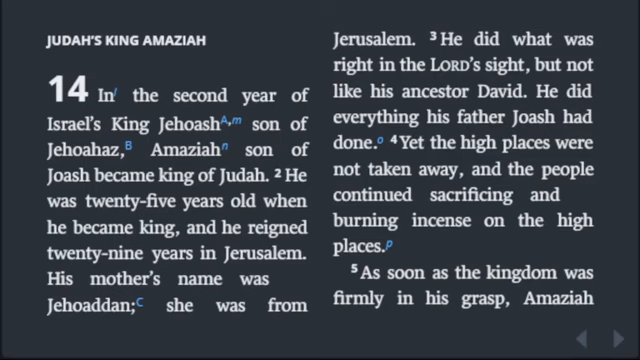 JUDAH'S KING AMAZIAH
14 In l the second year of
Israel's King Jehoash A,m son of
Jehoahaz, B Amaziah n son of
Joash became king of Judah. 2 He
was twenty-five years old when
he became king, and he reigned
twenty-nine years in Jerusalem.
His mother's name was
Jehoaddan; C she was from
Jerusalem. 3 He did what was
right in the LORD's sight, but not
like his ancestor David. He did
everything his father Joash had
done. o 4 Yet the high places were
not taken away, and the people
continued sacrificing and
burning incense on the high
places. p
5 As soon as the kingdom was
firmly in his grasp, Amaziah